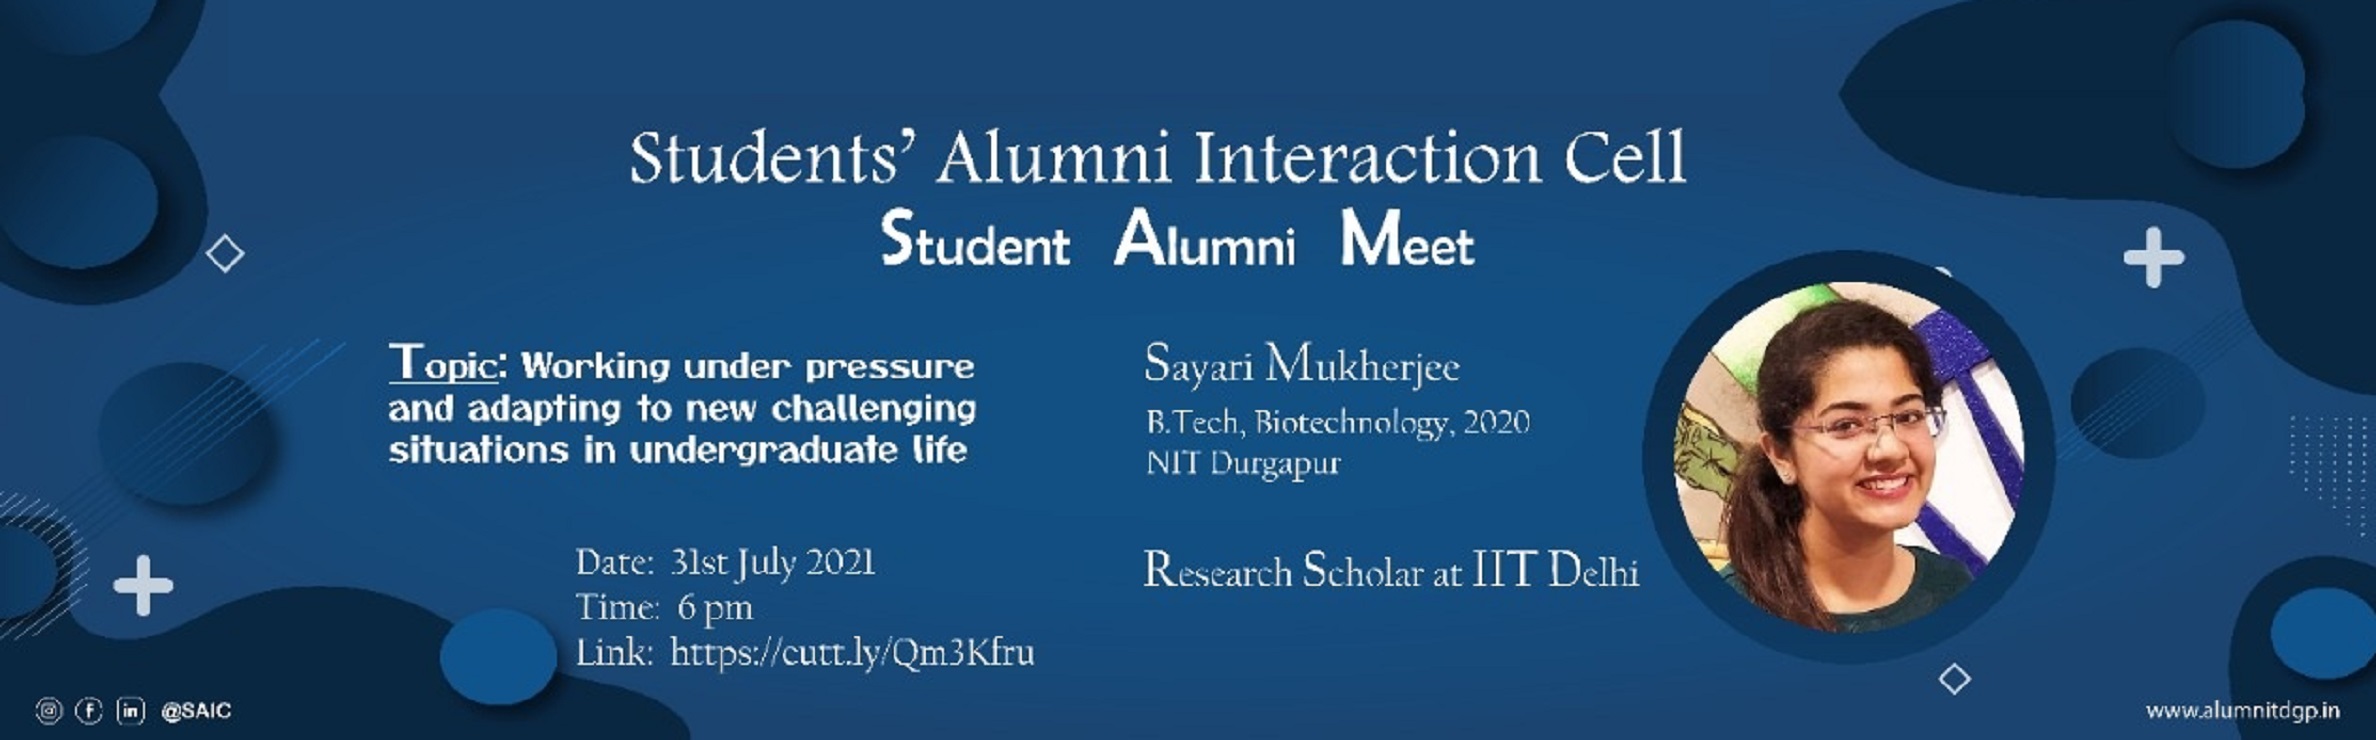 Students’ Alumni Interaction Cell
Student Alumni Meet
Topic: Working under pressure
and adapting to new challenging
situations in undergraduate life
Sayari Mukherjee
B.Tech, Biotechnology, 2020
NIT Durgapur
Date: 31st July 2021
Time: 6 pm
Link: https://cutt.ly/Qm3Kfru
Research Scholar at IIT Delhi
@SAIC
www.alumnitdgp.in